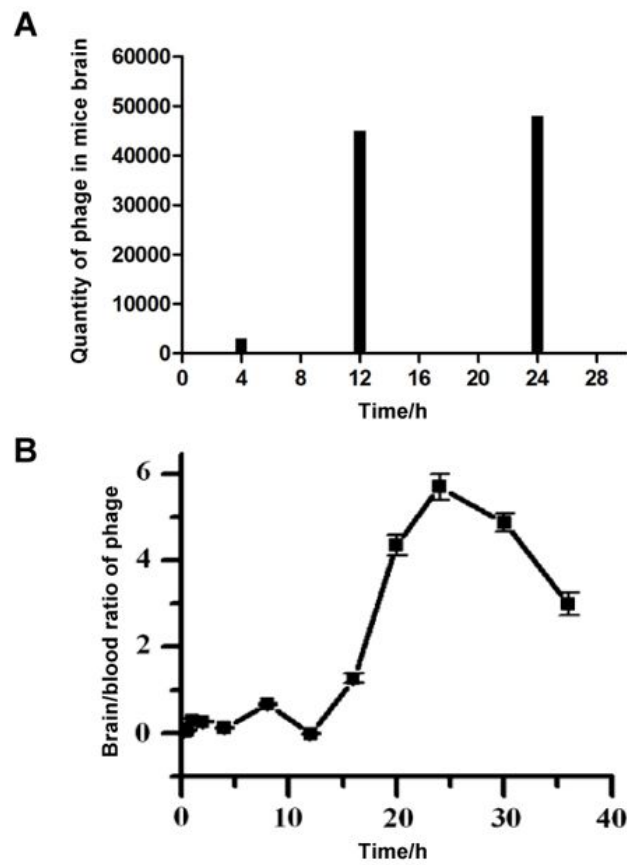 A
Quantity of phage in mice brain
60000
50000
40000
30000
20000
10000
0
0 4 8 12 16 20 24 28
Time/h
B
Brain/blood ratio of phage
6
4
2
0
0 10 20 30 40
Time/h